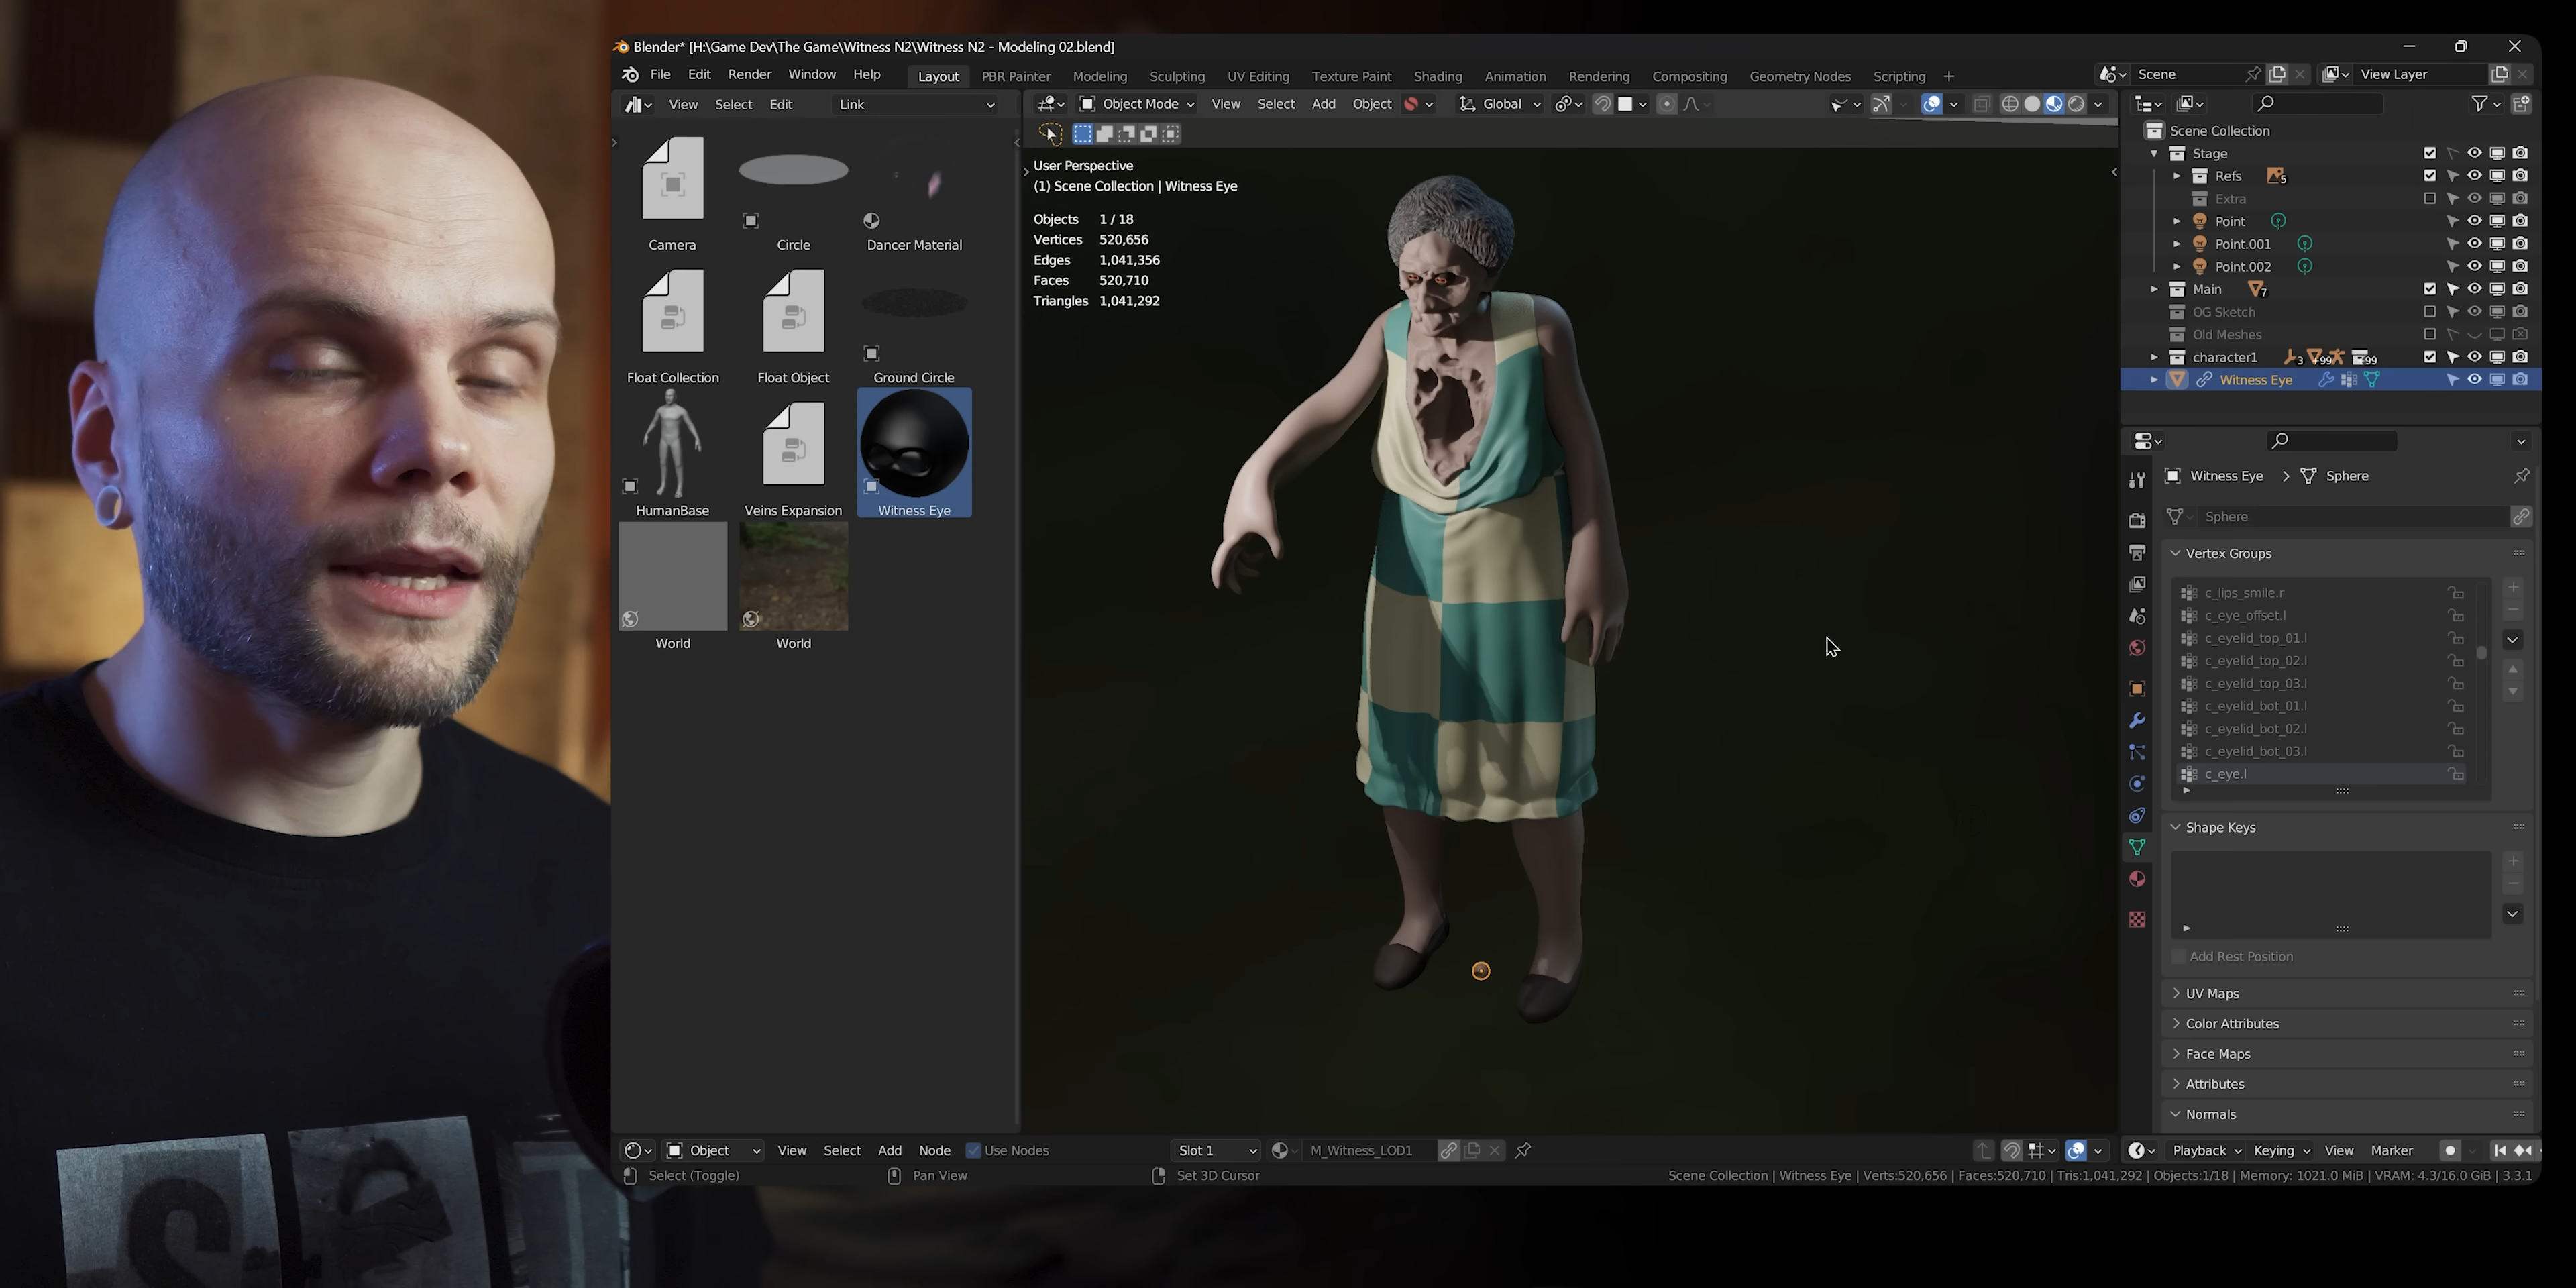 Blender* [H:\Game Dev\The Game\Witness N2\Witness N2 - Modeling 02.blend]
File Edit Render Window Help Layout PBR Painter Modeling Sculpting UV Editing Texture Paint Shading Animation Rendering Compositing Geometry Nodes Scripting + Scene View Layer
View Select Edit Link Object Mode View Select Add Object Global
Camera Circle Dancer Material
Float Collection Float Object Ground Circle
HumanBase Veins Expansion Witness Eye
World World
User Perspective
(1) Scene Collection | Witness Eye
Objects 1 / 18
Vertices 520,656
Edges 1,041,356
Faces 520,710
Triangles 1,041,292
Scene Collection
Stage
Refs 5
Extra
Point
Point.001
Point.002
Main 7
OG Sketch
Old Meshes
character1 3 +99 +99
Witness Eye
Witness Eye > Sphere
Sphere
Vertex Groups
c_lips_smile.r
c_eye_offset.l
c_eyelid_top_01.l
c_eyelid_top_02.l
c_eyelid_top_03.l
c_eyelid_bot_01.l
c_eyelid_bot_02.l
c_eyelid_bot_03.l
c_eye.l
Shape Keys
Add Rest Position
UV Maps
Color Attributes
Face Maps
Attributes
Normals
Object View Select Add Node Use Nodes Slot 1 M_Witness_LOD1 Playback Keying View Marker
Select (Toggle) Pan View Set 3D Cursor Scene Collection | Witness Eye | Verts:520,656 | Faces:520,710 | Tris:1,041,292 | Objects:1/18 | Memory: 1021.0 MiB | VRAM: 4.3/16.0 GiB | 3.3.1